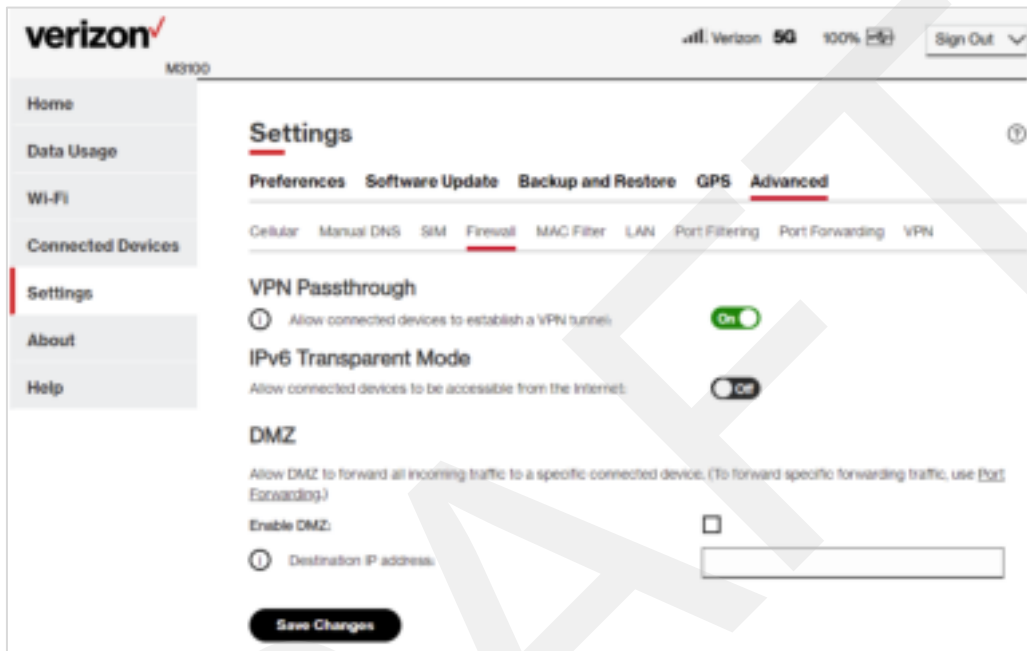 verizon
Verizon 5G 100% Sign Out
M3100
Home
Data Usage
Wi-Fi
Connected Devices
Settings
About
Help
Settings
Preferences Software Update Backup and Restore GPS Advanced
Cellular Manual DNS SIM Firewall MAC Filter LAN Port Filtering Port Forwarding VPN
VPN Passthrough
Allow connected devices to establish a VPN tunnel. On
IPv6 Transparent Mode
Allow connected devices to be accessible from the Internet. Off
DMZ
Allow DMZ to forward all incoming traffic to a specific connected device. (To forward specific forwarding traffic, use Port
Forwarding.)
Enable DMZ:
Destination IP address:
Save Changes